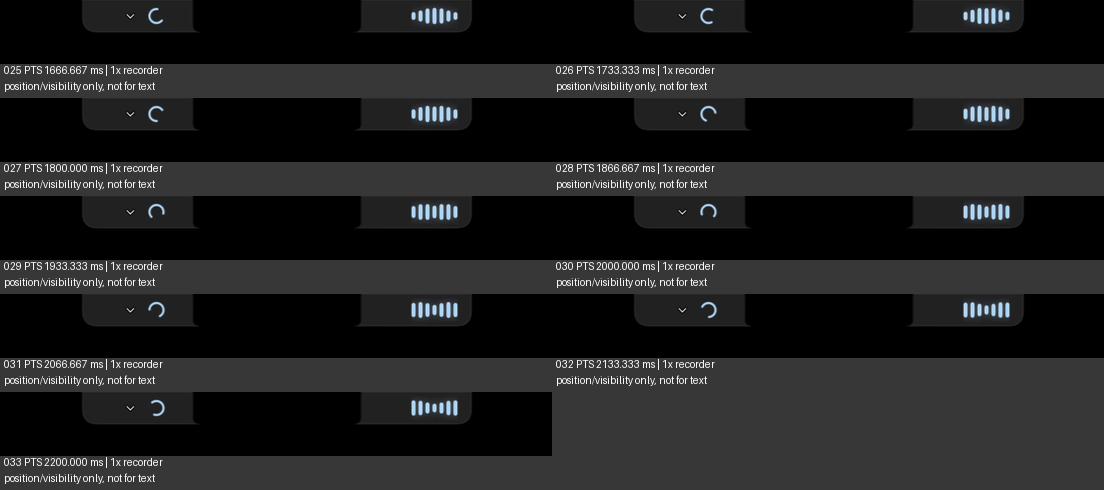 025 PTS 1666.667 ms | 1x recorder
position/visibility only, not for text
026 PTS 1733.333 ms | 1x recorder
position/visibility only, not for text
027 PTS 1800.000 ms | 1x recorder
position/visibility only, not for text
028 PTS 1866.667 ms | 1x recorder
position/visibility only, not for text
029 PTS 1933.333 ms | 1x recorder
position/visibility only, not for text
030 PTS 2000.000 ms | 1x recorder
position/visibility only, not for text
031 PTS 2066.667 ms | 1x recorder
position/visibility only, not for text
032 PTS 2133.333 ms | 1x recorder
position/visibility only, not for text
033 PTS 2200.000 ms | 1x recorder
position/visibility only, not for text